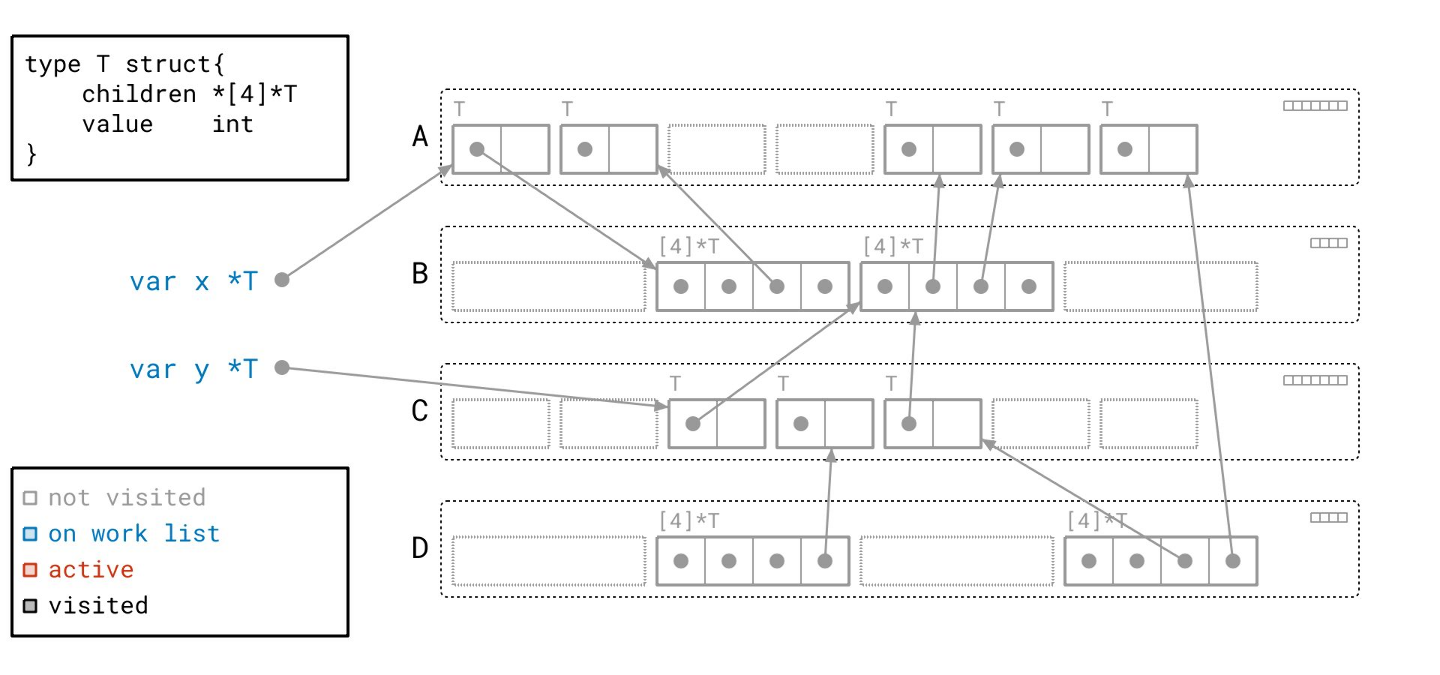 type T struct{
    children *[4]*T
    value    int
}
A
T
T
T
T
T
var x *T
B
[4]*T
[4]*T
var y *T
C
T
T
T
not visited
on work list
active
visited
D
[4]*T
[4]*T